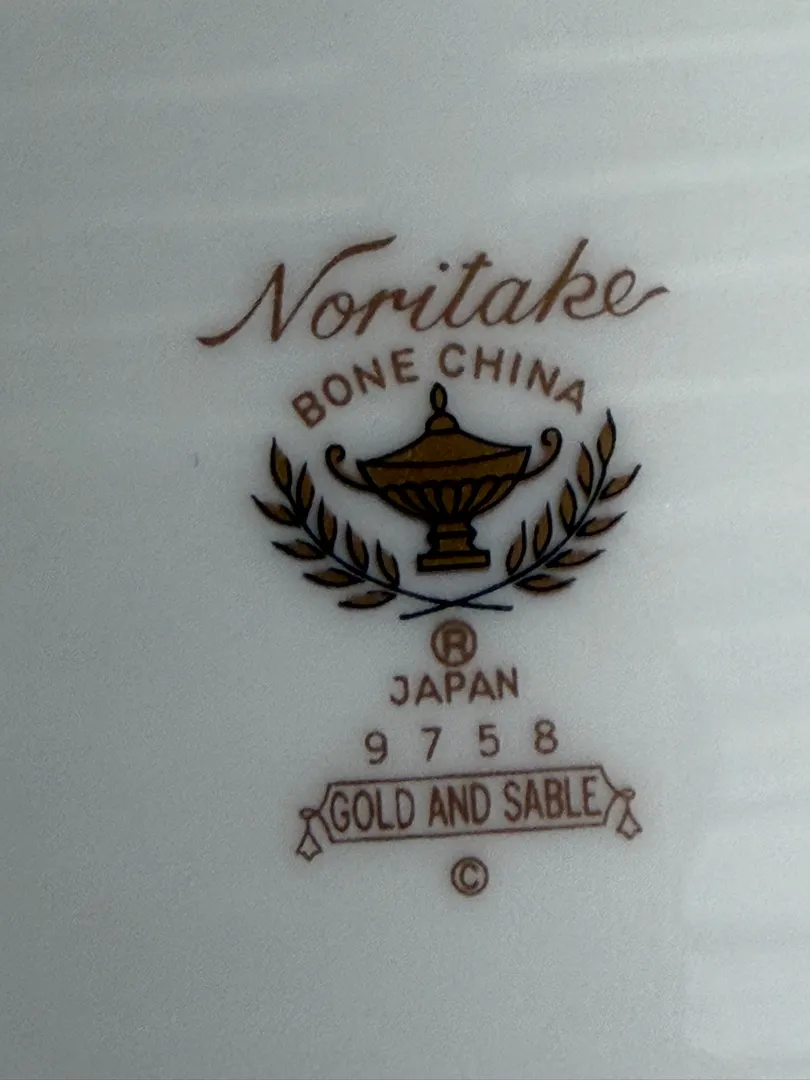 Noritake
BONE CHINA
®
JAPAN
9758
GOLD AND SABLE
©